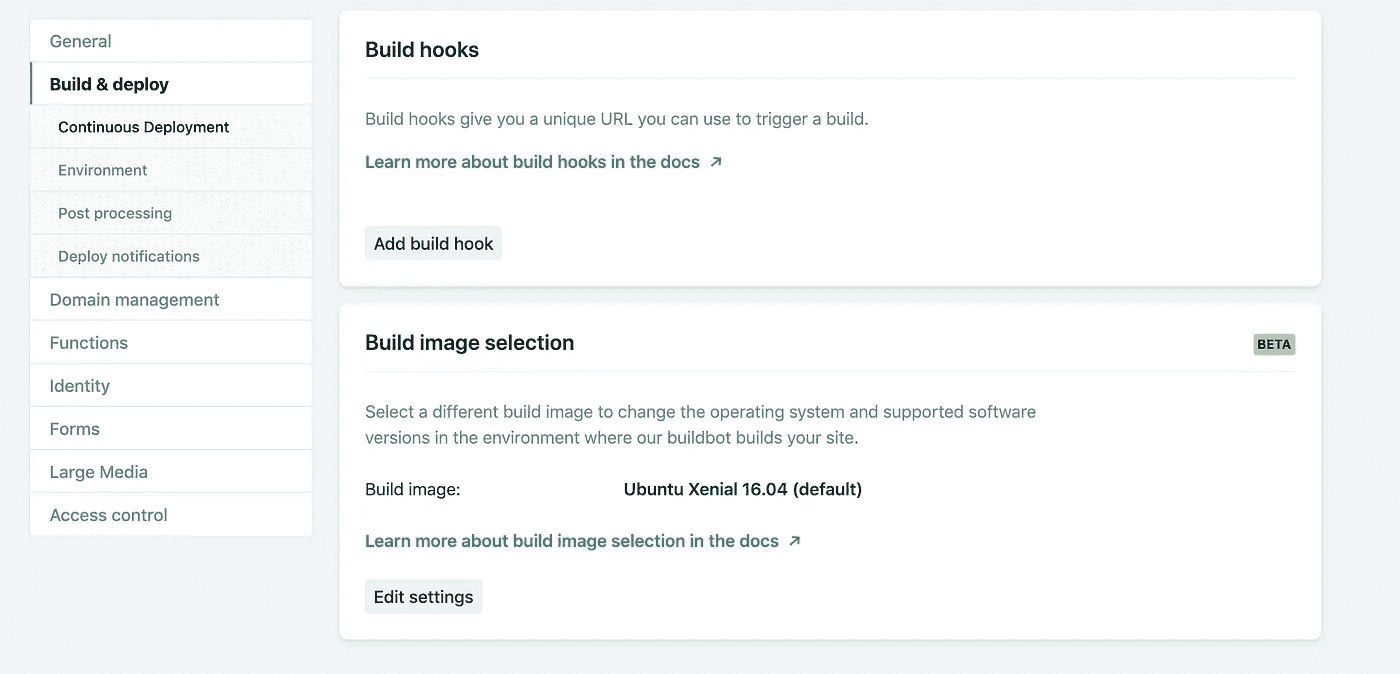 General
Build & deploy
Continuous Deployment
Environment
Post processing
Deploy notifications
Domain management
Functions
Identity
Forms
Large Media
Access control
Build hooks
Build hooks give you a unique URL you can use to trigger a build.
Learn more about build hooks in the docs ↗
Add build hook
Build image selection
BETA
Select a different build image to change the operating system and supported software
versions in the environment where our buildbot builds your site.
Build image: Ubuntu Xenial 16.04 (default)
Learn more about build image selection in the docs ↗
Edit settings